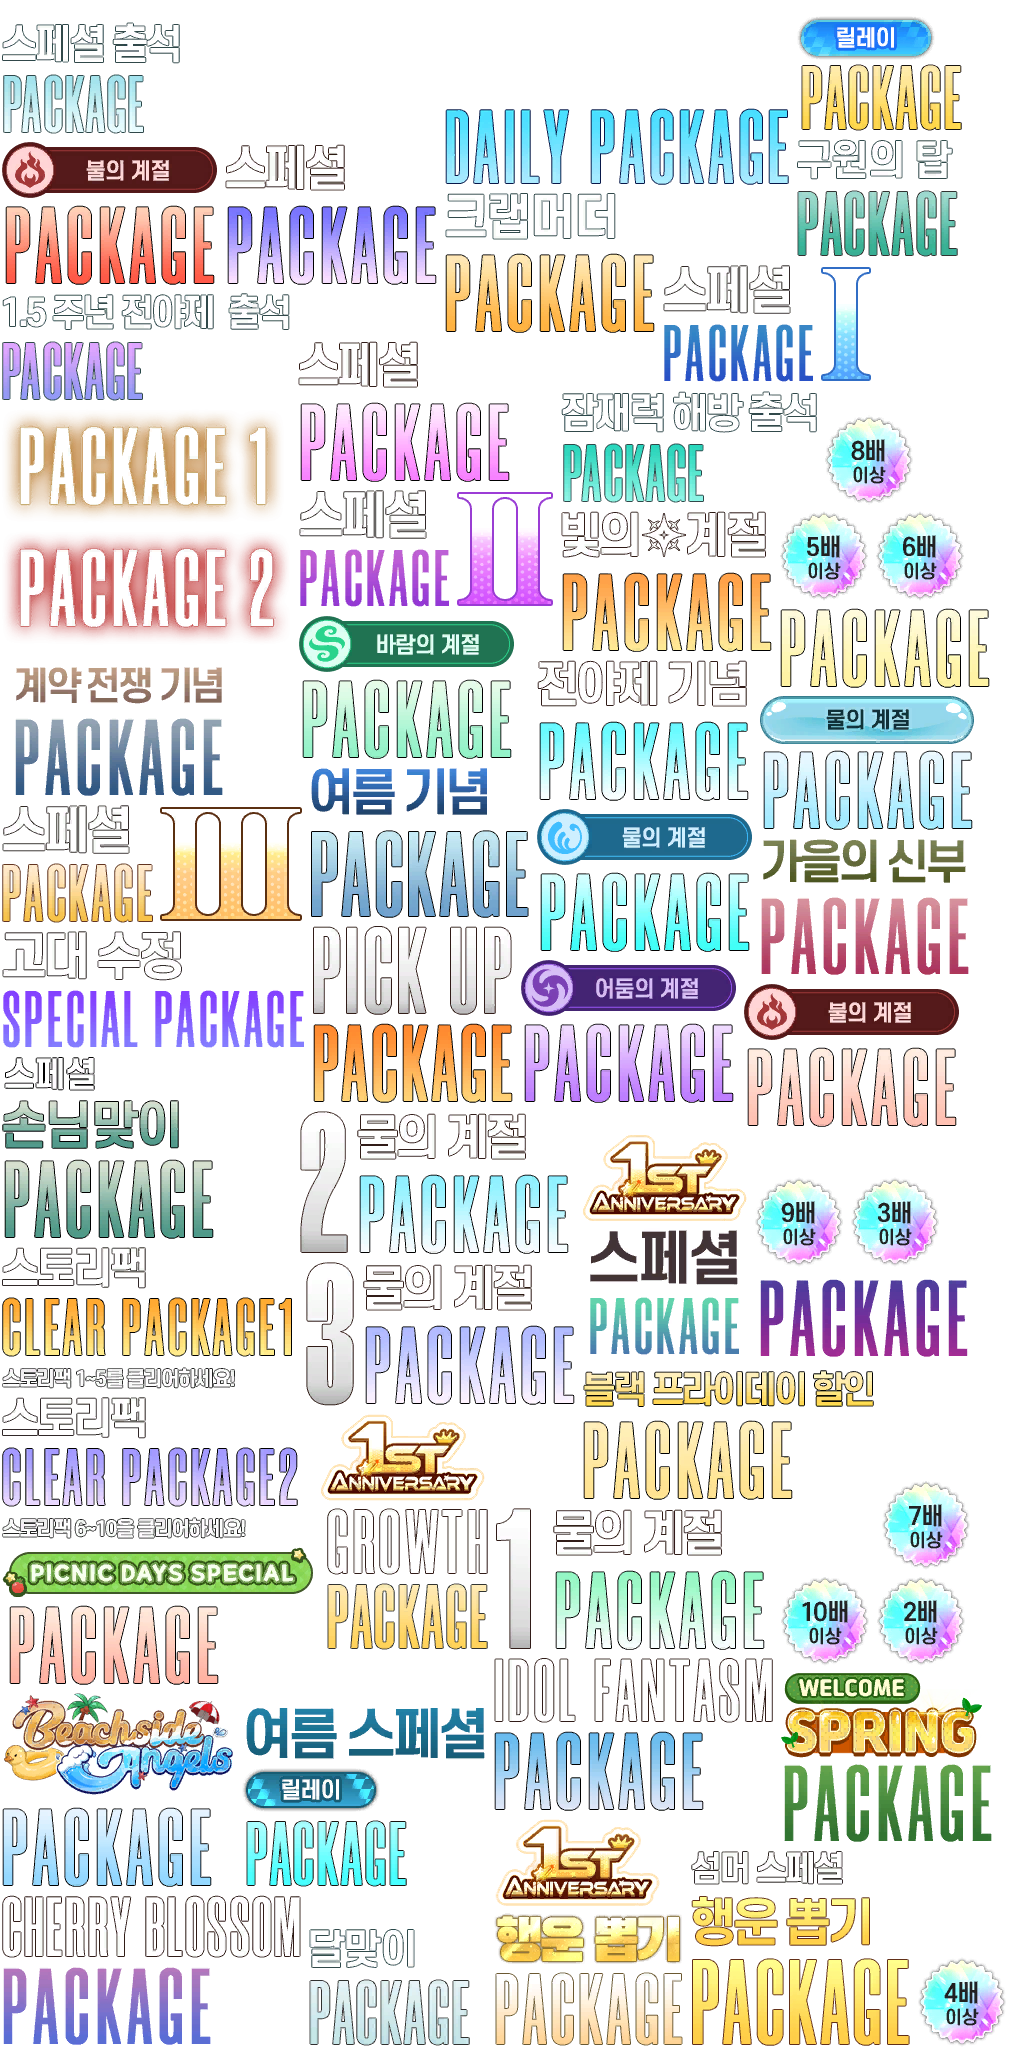 스페셜 출석
PACKAGE
릴레이
PACKAGE
불의 계절
PACKAGE
스페셜
PACKAGE
DAILY PACKAGE
구원의 탑
PACKAGE
크랩머더
PACKAGE
스페셜
PACKAGE I
1.5 주년 전야제 출석
PACKAGE
스페셜
PACKAGE
잠재력 해방 출석
PACKAGE
8배
이상
PACKAGE 1
스페셜
PACKAGE II
빛의 계절
PACKAGE
5배
이상
6배
이상
PACKAGE
PACKAGE 2
바람의 계절
PACKAGE
전야제 기념
PACKAGE
물의 계절
PACKAGE
계약 전쟁 기념
PACKAGE
여름 기념
PACKAGE
물의 계절
PACKAGE
가을의 신부
PACKAGE
스페셜
PACKAGE III
고대 수정
SPECIAL PACKAGE
PICK UP
PACKAGE
어둠의 계절
PACKAGE
불의 계절
PACKAGE
스페셜
손님맞이
PACKAGE
2 물의 계절
PACKAGE
1ST
ANNIVERSARY
스페셜
PACKAGE
9배
이상
3배
이상
PACKAGE
스토리팩
CLEAR PACKAGE1
스토리팩 1~5를 클리어하세요!
3 물의 계절
PACKAGE
블랙 프라이데이 할인
PACKAGE
스토리팩
CLEAR PACKAGE2
스토리팩 6~10을 클리어하세요!
1ST
ANNIVERSARY
GROWTH
PACKAGE
1 물의 계절
PACKAGE
7배
이상
10배
이상
2배
이상
PICNIC DAYS SPECIAL
PACKAGE
IDOL FANTASM
PACKAGE
WELCOME
SPRING
PACKAGE
Beachside
Angels
PACKAGE
여름 스페셜
릴레이
PACKAGE
1ST
ANNIVERSARY
행운 뽑기
PACKAGE
섬머 스페셜
행운 뽑기
PACKAGE
CHERRY BLOSSOM
PACKAGE
달맞이
PACKAGE
4배
이상